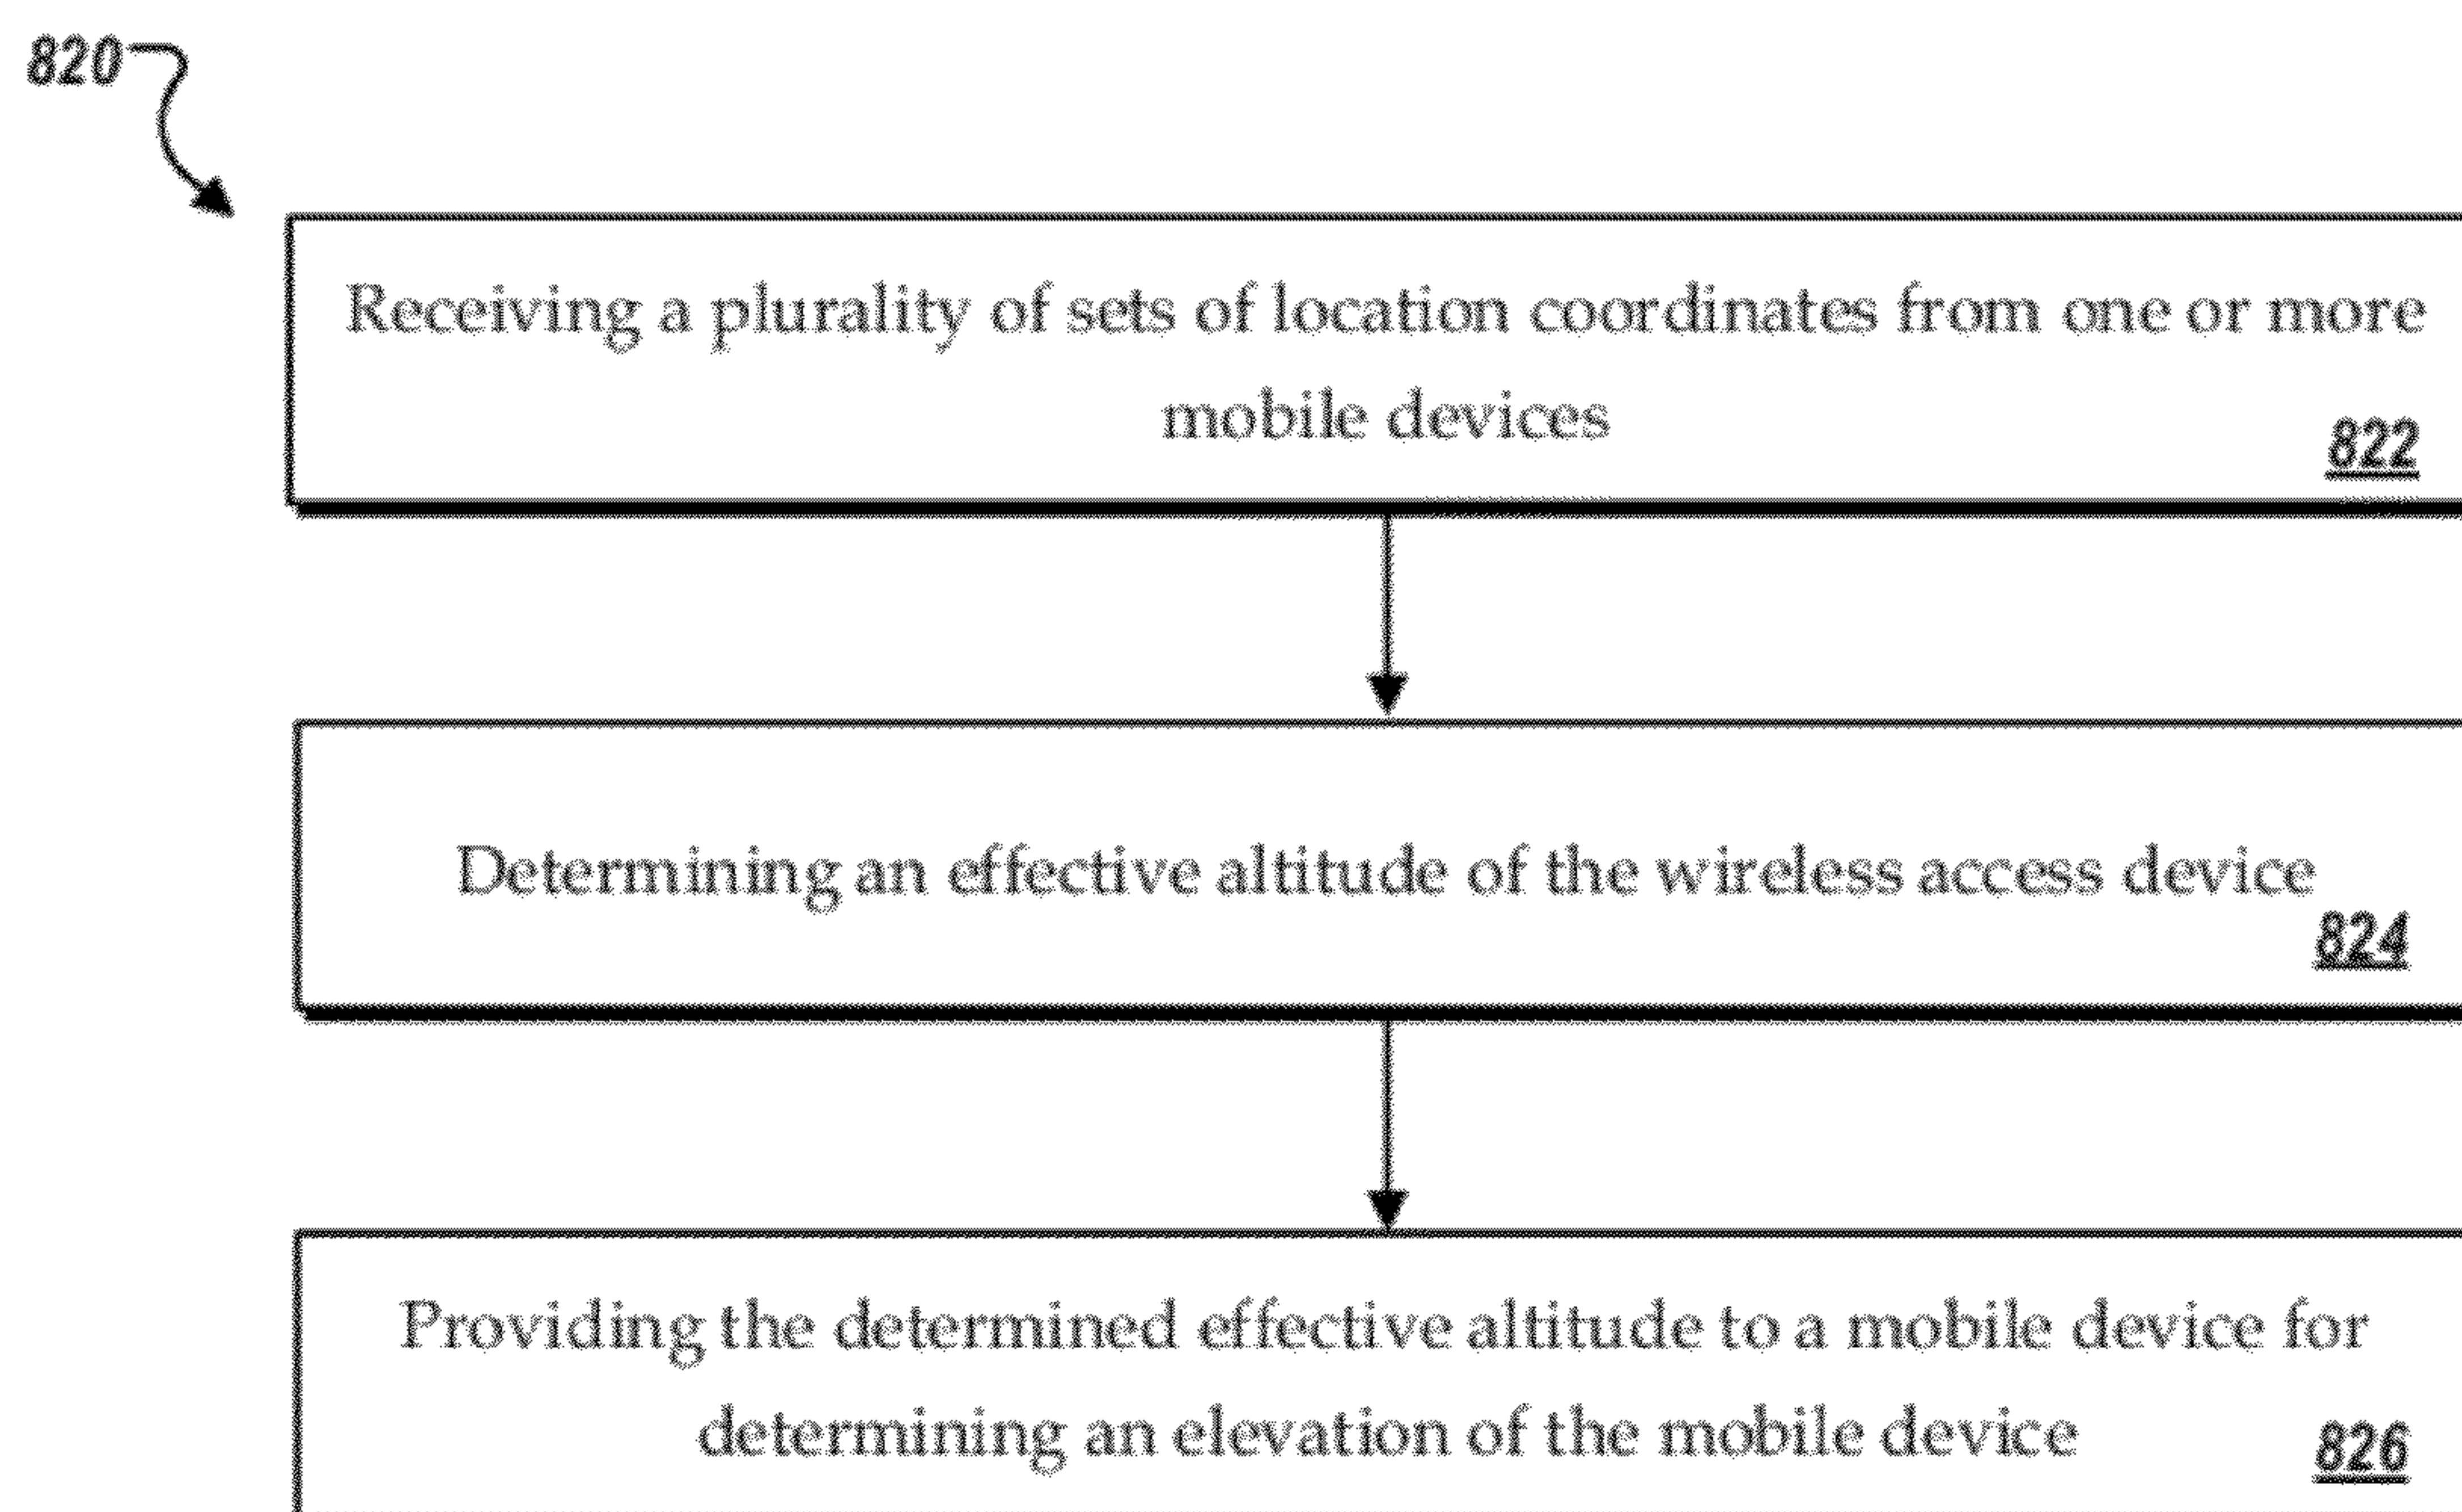 820
Receiving a plurality of sets of location coordinates from one or more
mobile devices
822
Determining an effective altitude of the wireless access device
824
Providing the determined effective altitude to a mobile device for
determining an elevation of the mobile device
826